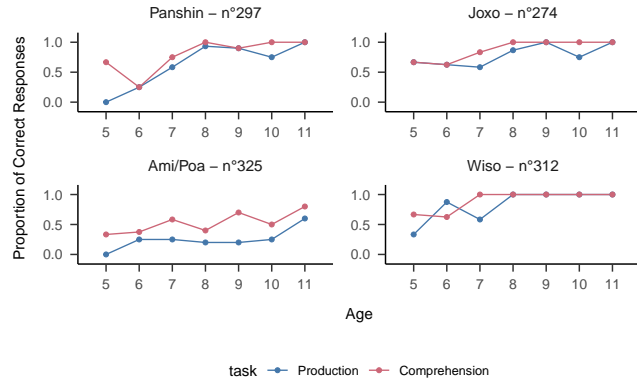 Panshin – n°297
Joxo – n°274
1.0
0.5
0.0
5 6 7 8 9 10 11
1.0
0.5
0.0
5 6 7 8 9 10 11
Ami/Poa – n°325
Wiso – n°312
1.0
0.5
0.0
5 6 7 8 9 10 11
1.0
0.5
0.0
5 6 7 8 9 10 11
Proportion of Correct Responses
Age
task Production Comprehension